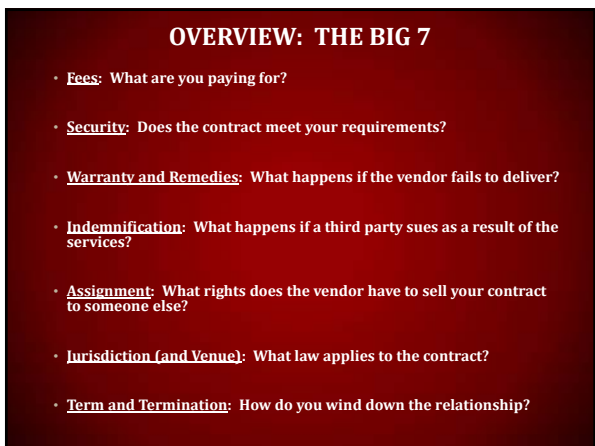 OVERVIEW: THE BIG 7
• Fees: What are you paying for?
• Security: Does the contract meet your requirements?
• Warranty and Remedies: What happens if the vendor fails to deliver?
• Indemnification: What happens if a third party sues as a result of the
services?
• Assignment: What rights does the vendor have to sell your contract
to someone else?
• Jurisdiction (and Venue): What law applies to the contract?
• Term and Termination: How do you wind down the relationship?